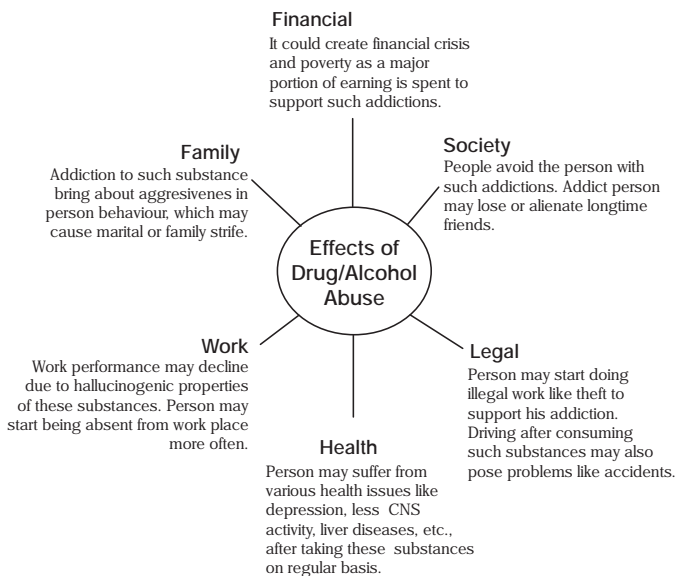 Financial
It could create financial crisis
and poverty as a major
portion of earning is spent to
support such addictions.
Family
Addiction to such substance
bring about aggresivenes in
person behaviour, which may
cause marital or family strife.
Society
People avoid the person with
such addictions. Addict person
may lose or alienate longtime
friends.
Effects of
Drug/Alcohol
Abuse
Work
Work performance may decline
due to hallucinogenic properties
of these substances. Person may
start being absent from work place
more often.
Legal
Person may start doing
illegal work like theft to
support his addiction.
Driving after consuming
such substances may also
pose problems like accidents.
Health
Person may suffer from
various health issues like
depression, less CNS
activity, liver diseases, etc.,
after taking these substances
on regular basis.